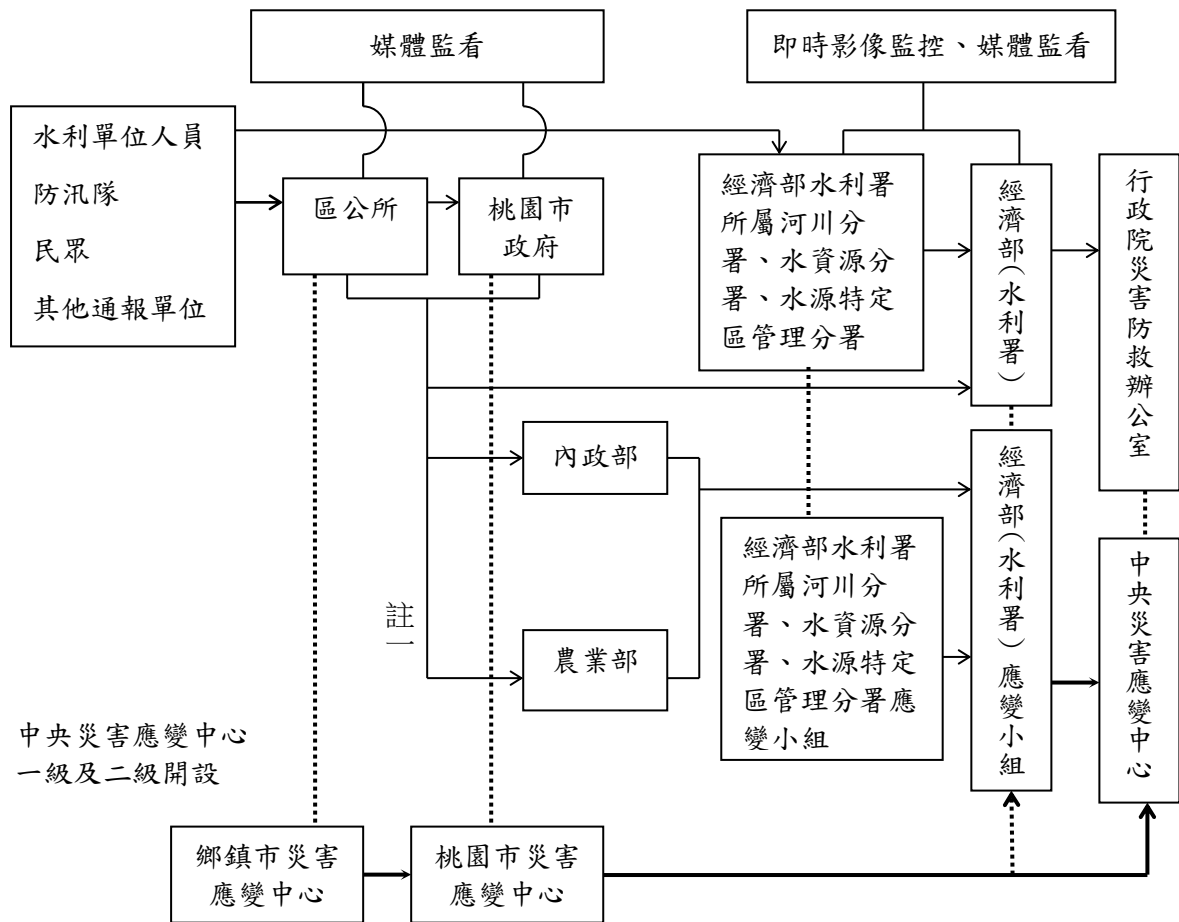 媒體監看
即時影像監控、媒體監看
水利單位人員
防汛隊
民眾
其他通報單位
區公所
桃園市
政府
經濟部水利署
所屬河川分
署、水資源分
署、水源特定
區管理分署
經濟部(水利署)
行政院災害防救辦公室
內政部
農業部
註一
經濟部水利署
所屬河川分
署、水資源分
署、水源特定
區管理分署應
變小組
經濟部(水利署)應變小組
中央災害應變中心
中央災害應變中心
一級及二級開設
鄉鎮市災害
應變中心
桃園市災害
應變中心